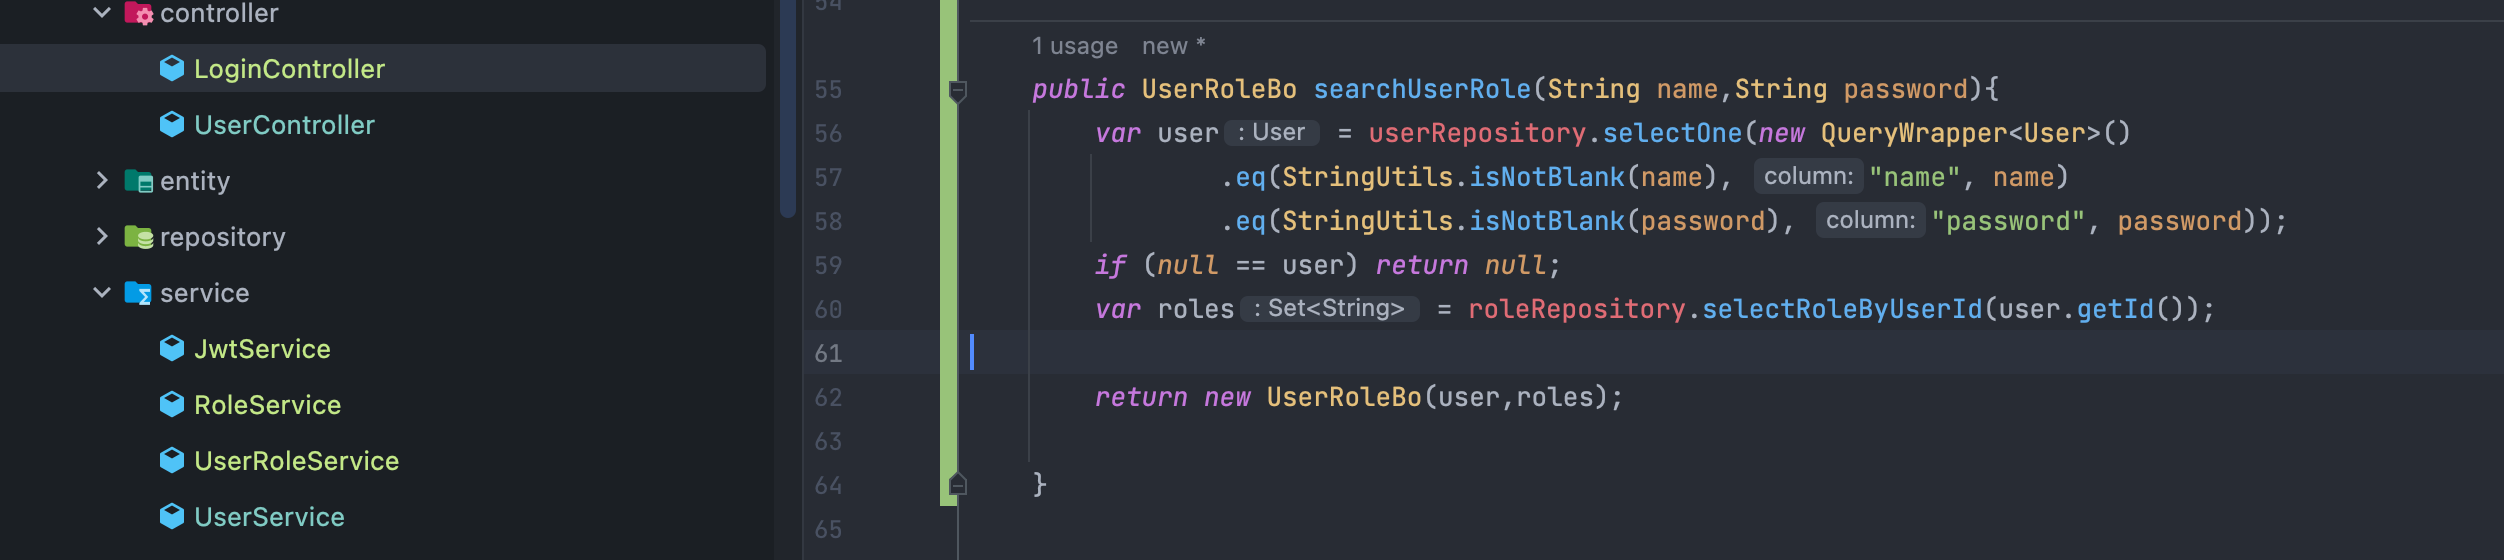 controller
LoginController
UserController
entity
repository
service
JwtService
RoleService
UserRoleService
UserService
54
1 usage new *
55 public UserRoleBo searchUserRole(String name,String password){
56 var user : User = userRepository.selectOne(new QueryWrapper<User>()
57 .eq(StringUtils.isNotBlank(name), column: "name", name)
58 .eq(StringUtils.isNotBlank(password), column: "password", password));
59 if (null == user) return null;
60 var roles : Set<String> = roleRepository.selectRoleByUserId(user.getId());
61
62 return new UserRoleBo(user,roles);
63
64 }
65